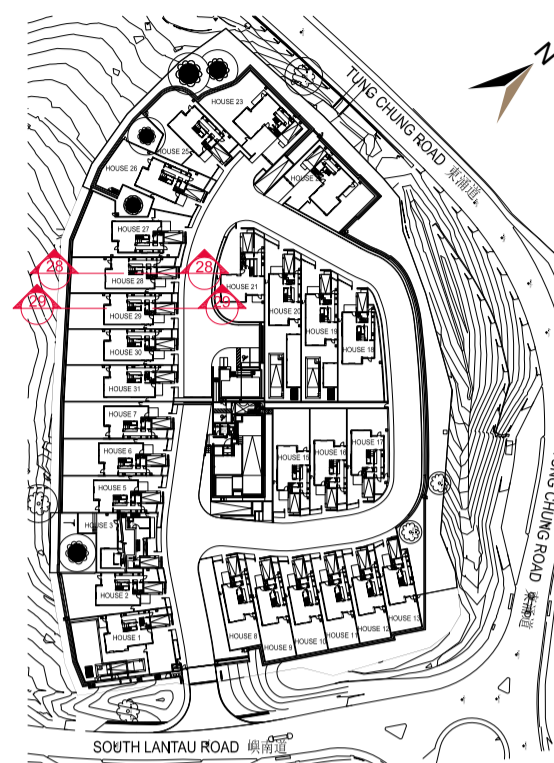 N
TUNG CHUNG ROAD 東涌道
HOUSE 23
HOUSE 25
HOUSE 26
HOUSE 27
28
28
HOUSE 28
HOUSE 21
29
29
HOUSE 29
HOUSE 20
HOUSE 19
HOUSE 18
HOUSE 30
HOUSE 31
HOUSE 7
HOUSE 17
HOUSE 16
HOUSE 15
HOUSE 6
HOUSE 5
HOUSE 3
HOUSE 2
HOUSE 1
HOUSE 8
HOUSE 9
HOUSE 10
HOUSE 11
HOUSE 12
HOUSE 13
TUNG CHUNG ROAD 東涌道
SOUTH LANTAU ROAD 嶼南道